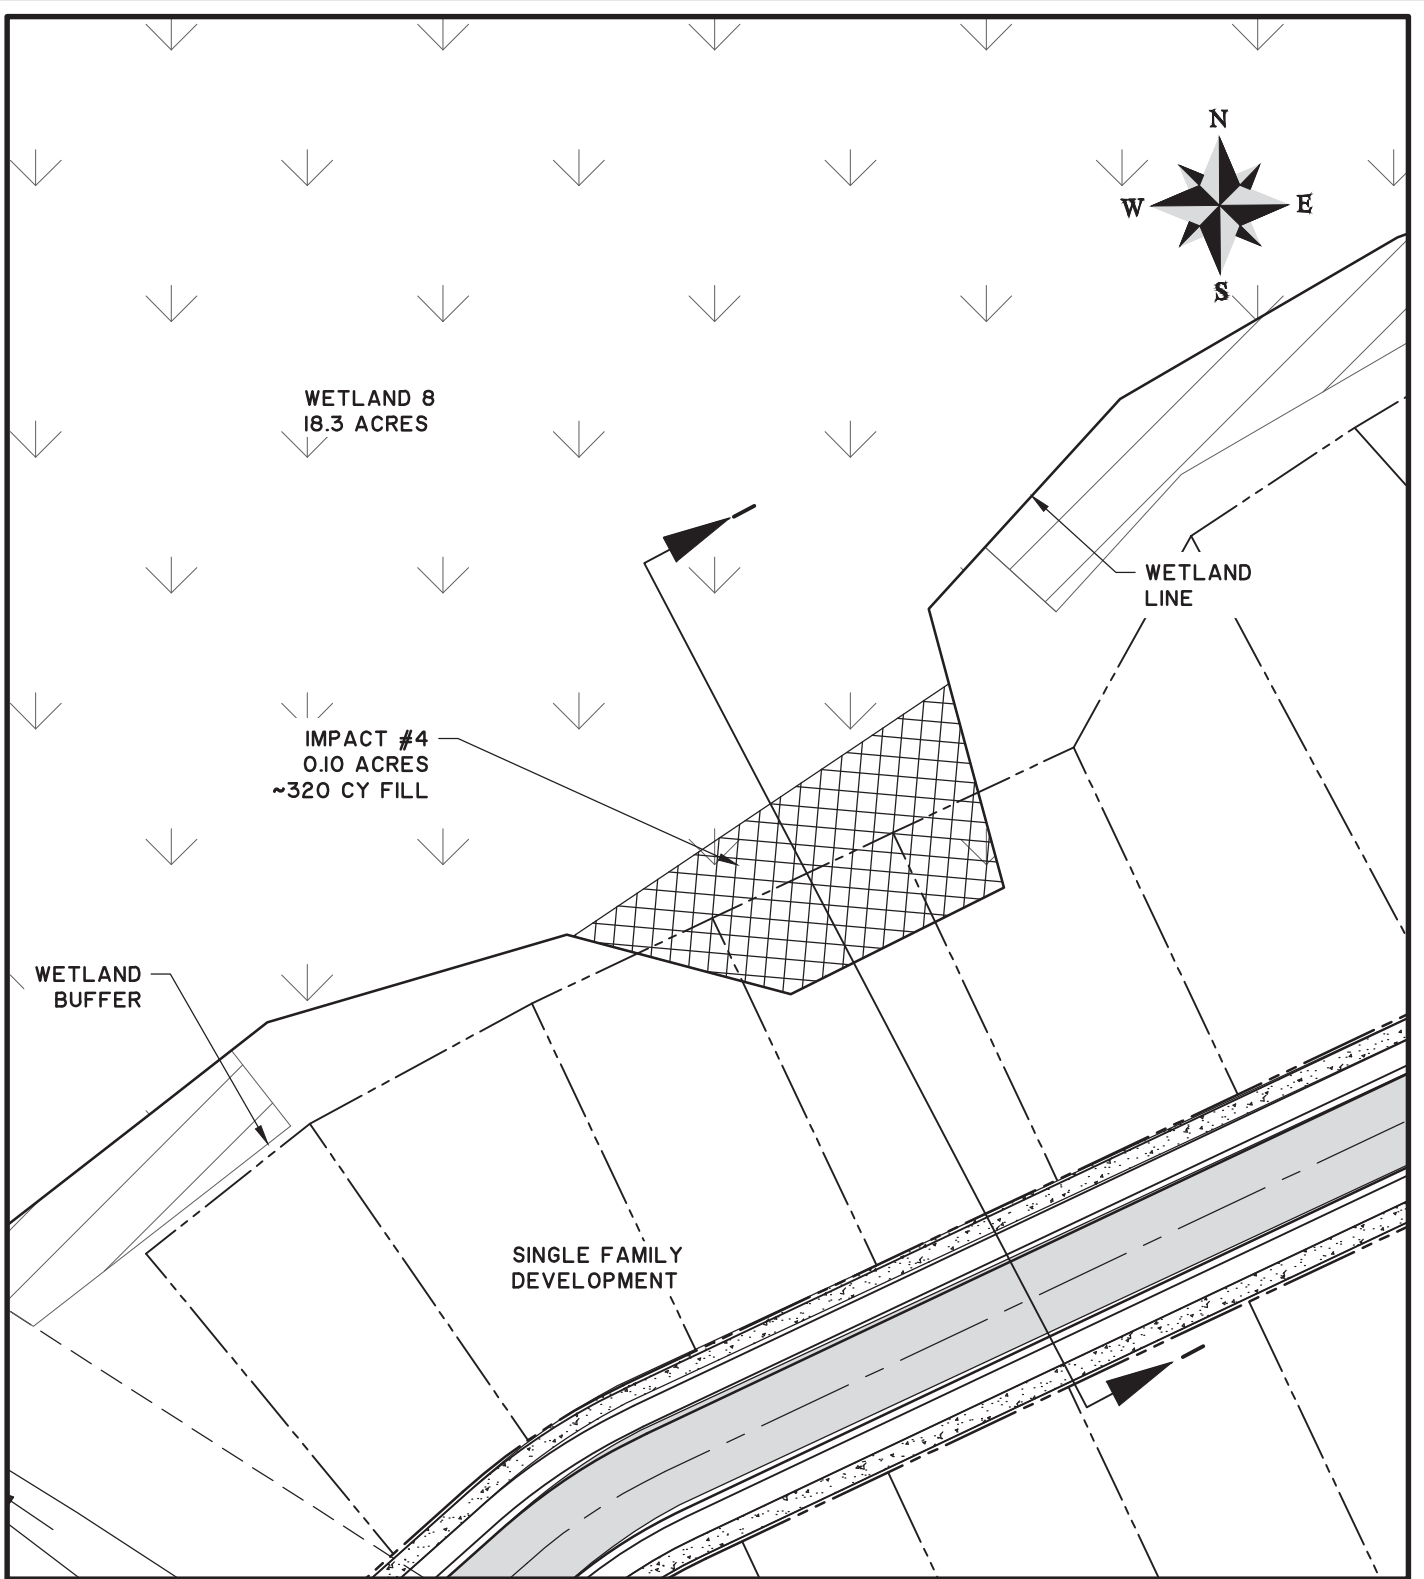 N
W E
S
WETLAND 8
18.3 ACRES
WETLAND
LINE
IMPACT #4
0.10 ACRES
~320 CY FILL
WETLAND
BUFFER
SINGLE FAMILY
DEVELOPMENT